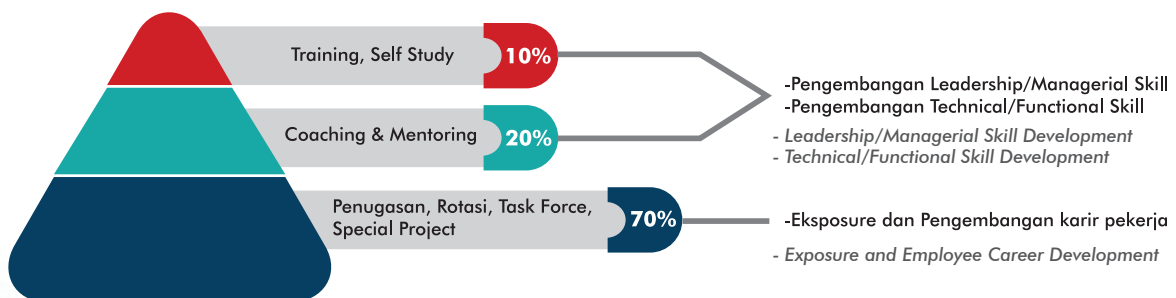 Training, Self Study
10%
Coaching & Mentoring
20%
-Pengembangan Leadership/Managerial Skill
-Pengembangan Technical/Functional Skill
- Leadership/Managerial Skill Development
- Technical/Functional Skill Development
Penugasan, Rotasi, Task Force,
Special Project
70%
-Eksposure dan Pengembangan karir pekerja
- Exposure and Employee Career Development